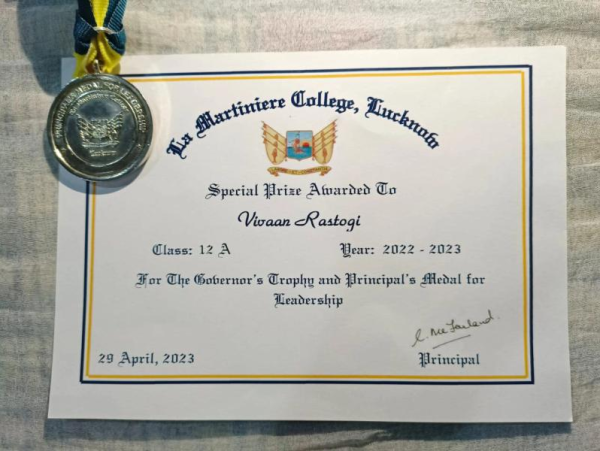 La Martiniere College, Lucknow
Special Prize Awarded To
Vivaan Rastogi
Class: 12 A Year: 2022 - 2023
For The Governor's Trophy and Principal's Medal for
Leadership
29 April, 2023 Principal